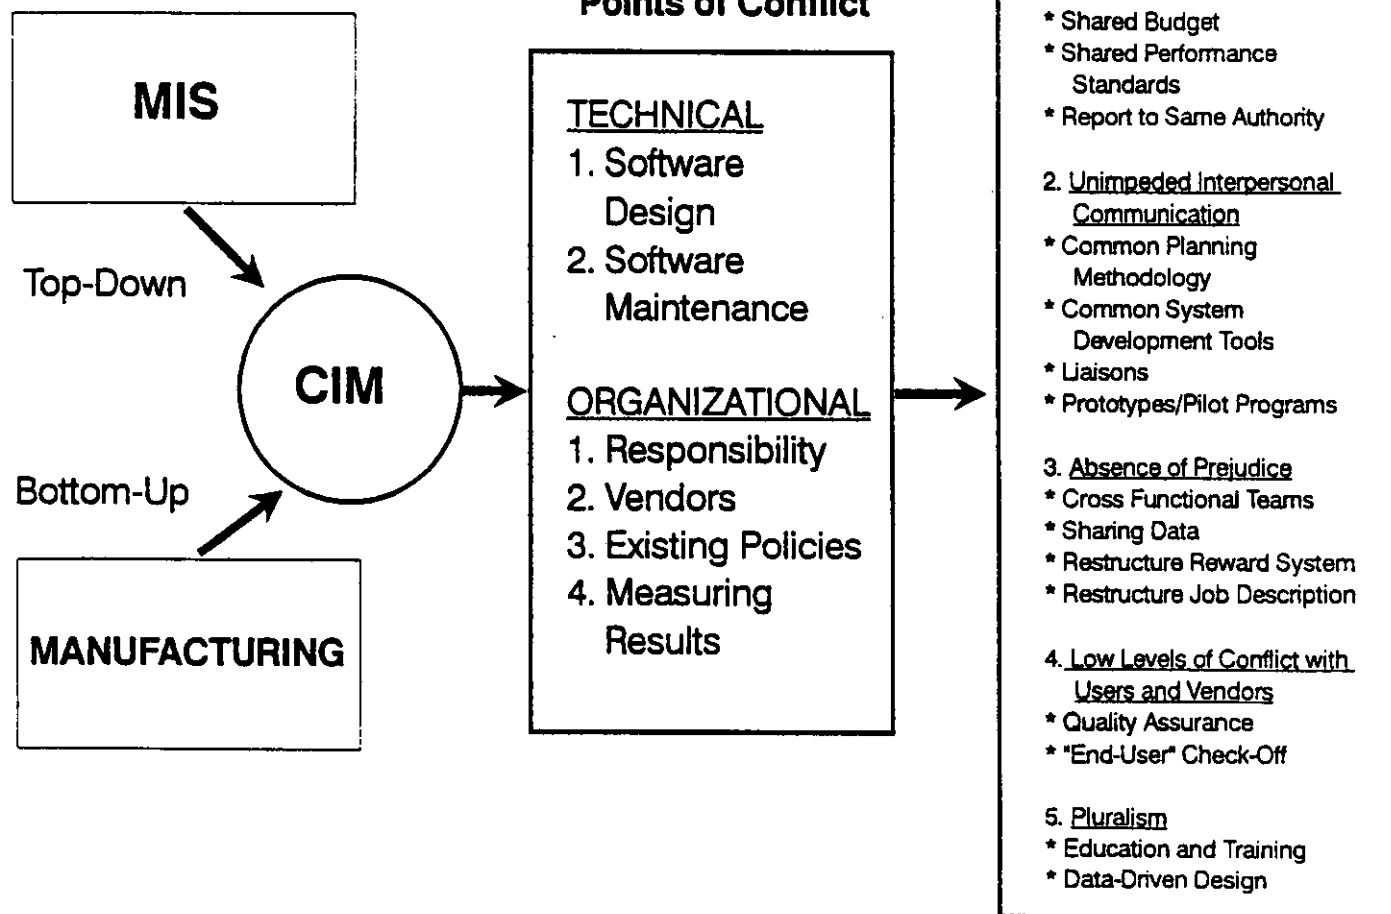 MIS
Top-Down
CIM
Bottom-Up
MANUFACTURING
Points of Conflict
TECHNICAL
1. Software
Design
2. Software
Maintenance
ORGANIZATIONAL
1. Responsibility
2. Vendors
3. Existing Policies
4. Measuring
Results
* Shared Budget
* Shared Performance
Standards
* Report to Same Authority
2. Unimpeded Interpersonal
Communication
* Common Planning
Methodology
* Common System
Development Tools
* Liaisons
* Prototypes/Pilot Programs
3. Absence of Prejudice
* Cross Functional Teams
* Sharing Data
* Restructure Reward System
* Restructure Job Description
4. Low Levels of Conflict with
Users and Vendors
* Quality Assurance
* "End-User" Check-Off
5. Pluralism
* Education and Training
* Data-Driven Design